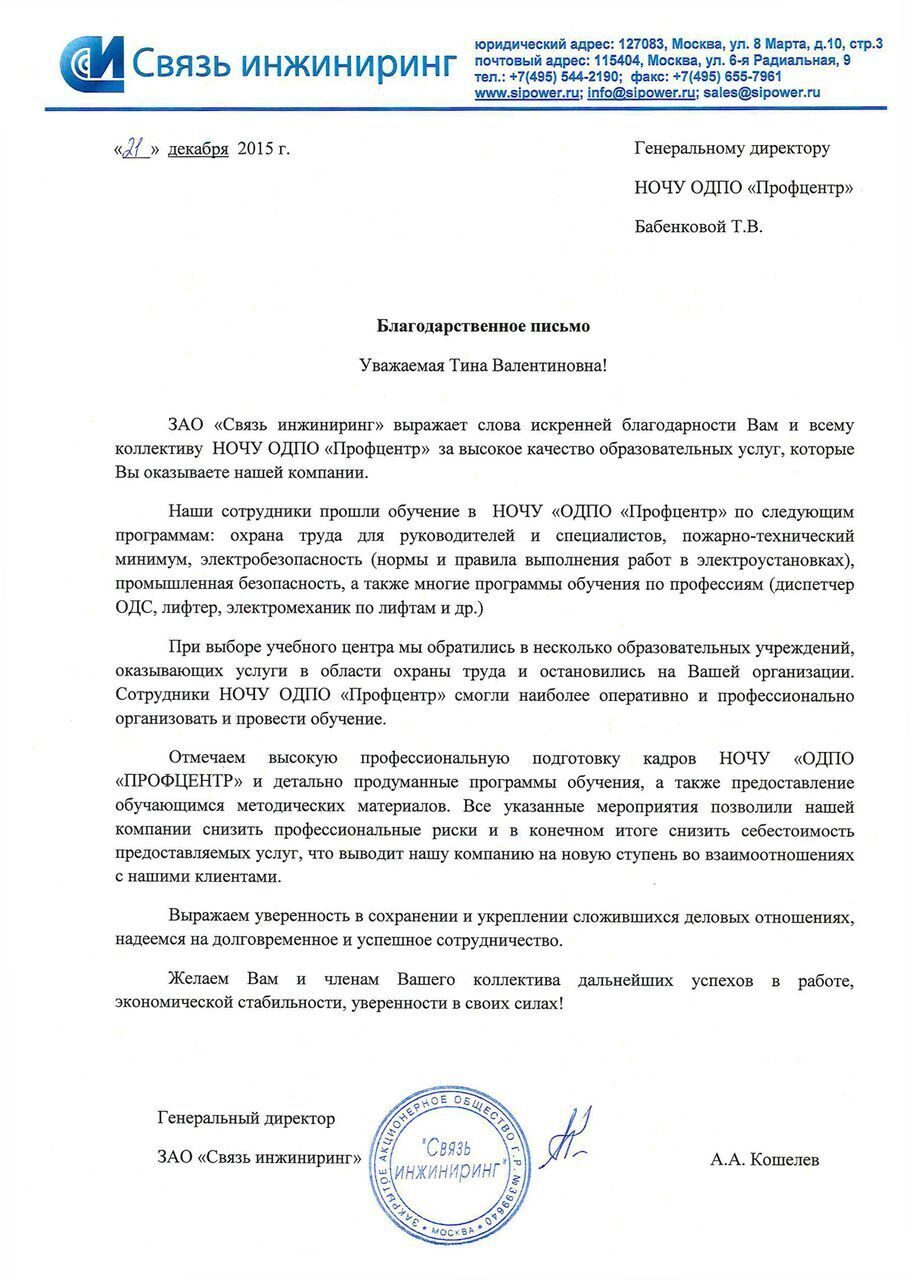 Связь инжиниринг
юридический адрес: 127083, Москва, ул. 8 Марта, д.10, стр.3
почтовый адрес: 115404, Москва, ул. 6-я Радиальная, 9
тел.: +7(495) 544-2190; факс: +7(495) 655-7961
www.sipower.ru; info@sipower.ru; sales@sipower.ru
«21» декабря 2015 г.
Генеральному директору
НОЧУ ОДПО «Профцентр»
Бабенковой Т.В.
Благодарственное письмо
Уважаемая Тина Валентиновна!
ЗАО «Связь инжиниринг» выражает слова искренней благодарности Вам и всему
коллективу НОЧУ ОДПО «Профцентр» за высокое качество образовательных услуг, которые
Вы оказываете нашей компании.
Наши сотрудники прошли обучение в НОЧУ «ОДПО «Профцентр» по следующим
программам: охрана труда для руководителей и специалистов, пожарно-технический
минимум, электробезопасность (нормы и правила выполнения работ в электроустановках),
промышленная безопасность, а также многие программы обучения по профессиям (диспетчер
ОДС, лифтер, электромеханик по лифтам и др.)
При выборе учебного центра мы обратились в несколько образовательных учреждений,
оказывающих услуги в области охраны труда и остановились на Вашей организации.
Сотрудники НОЧУ ОДПО «Профцентр» смогли наиболее оперативно и профессионально
организовать и провести обучение.
Отмечаем высокую профессиональную подготовку кадров НОЧУ «ОДПО
«ПРОФЦЕНТР» и детально продуманные программы обучения, а также предоставление
обучающимся методических материалов. Все указанные мероприятия позволили нашей
компании снизить профессиональные риски и в конечном итоге снизить себестоимость
предоставляемых услуг, что выводит нашу компанию на новую ступень во взаимоотношениях
с нашими клиентами.
Выражаем уверенность в сохранении и укреплении сложившихся деловых отношениях,
надеемся на долговременное и успешное сотрудничество.
Желаем Вам и членам Вашего коллектива дальнейших успехов в работе,
экономической стабильности, уверенности в своих силах!
Генеральный директор
ЗАО «Связь инжиниринг»
А.А. Кошелев
ЗАКРЫТОЕ АКЦИОНЕРНОЕ ОБЩЕСТВО Г.Р.№399640
"Связь
инжиниринг"
* МОСКВА *